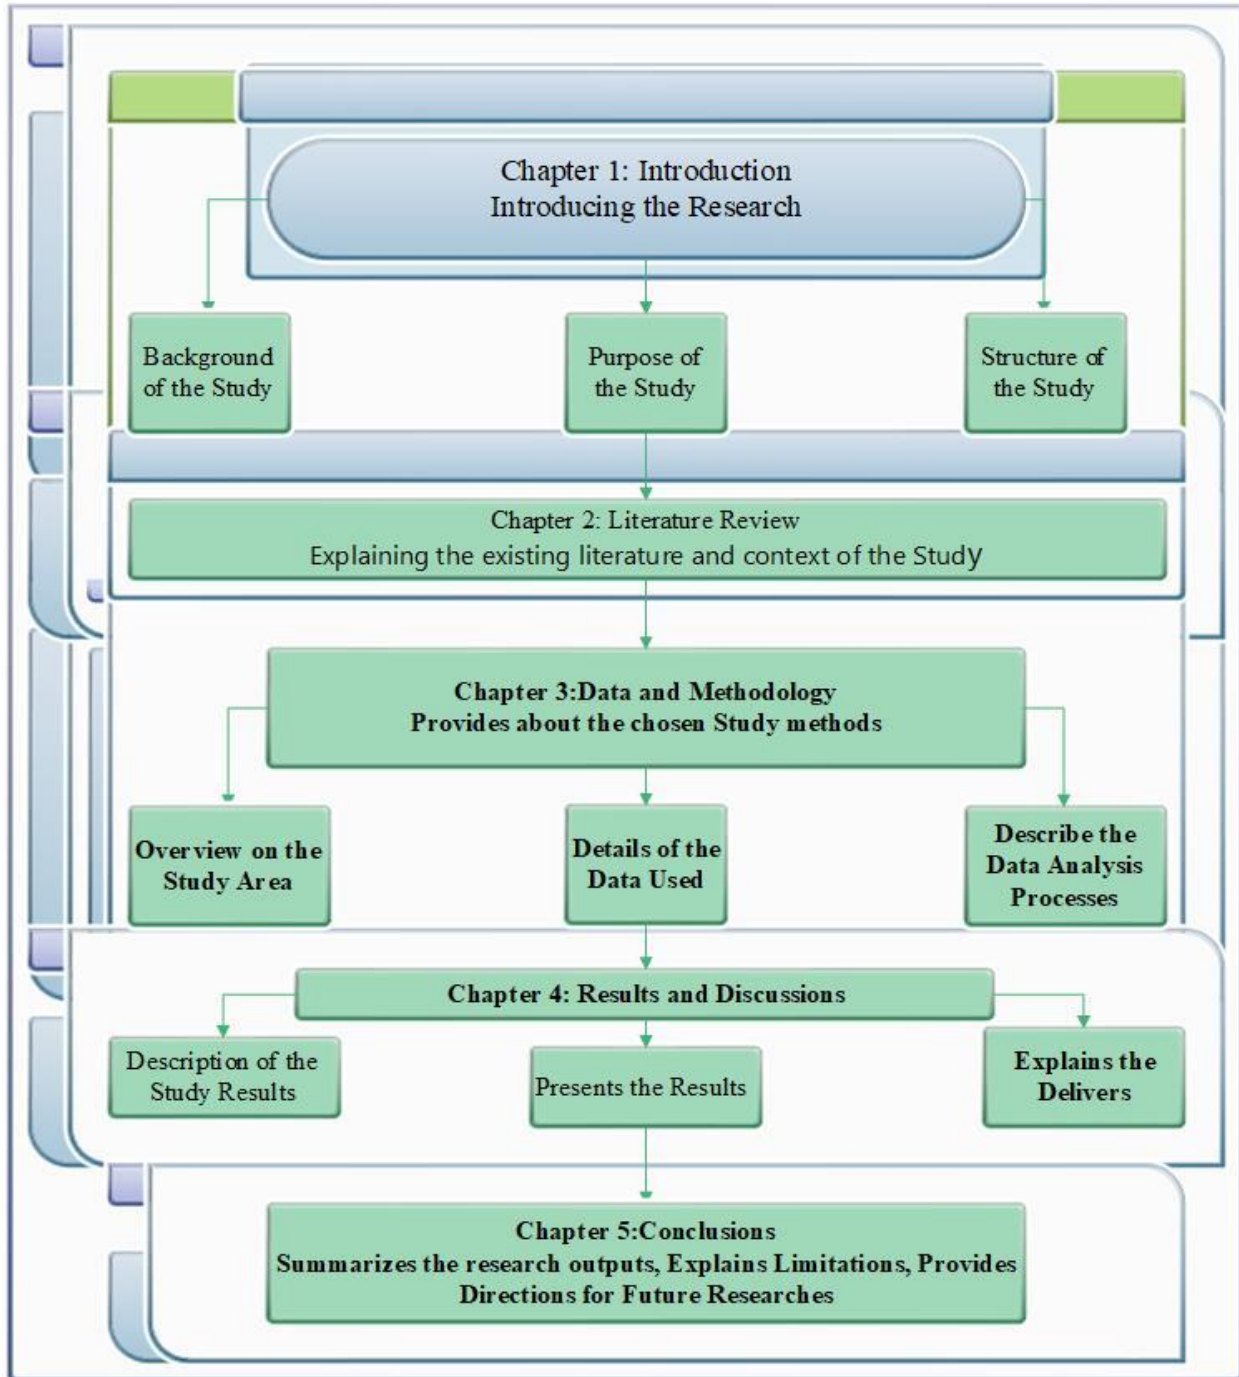 Chapter 1: Introduction
Introducing the Research
Background
of the Study
Purpose of
the Study
Structure of
the Study
Chapter 2: Literature Review
Explaining the existing literature and context of the Study
Chapter 3:Data and Methodology
Provides about the chosen Study methods
Overview on the
Study Area
Details of the
Data Used
Describe the
Data Analysis
Processes
Chapter 4: Results and Discussions
Description of the
Study Results
Presents the Results
Explains the
Delivers
Chapter 5:Conclusions
Summarizes the research outputs, Explains Limitations, Provides
Directions for Future Researches